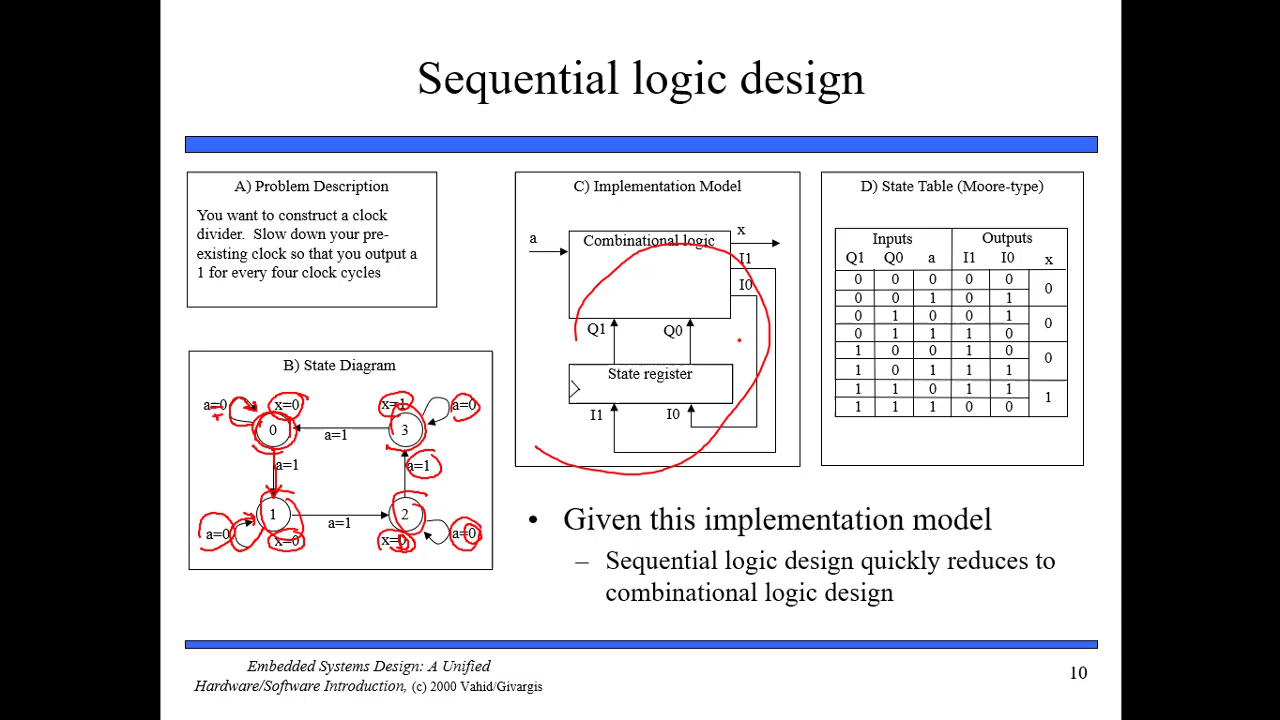 Sequential logic design
A) Problem Description
You want to construct a clock
divider. Slow down your pre-
existing clock so that you output a
1 for every four clock cycles
B) State Diagram
a=0 x=0 x=1 a=0
0 3
a=1
a=1 a=1
1 2
a=1
a=0 x=0 x=0 a=0
C) Implementation Model
a Combinational logic x
I1
I0
Q1 Q0
State register
I1 I0
D) State Table (Moore-type)
Inputs Outputs
Q1 Q0 a I1 I0 x
0 0 0 0 0 0
0 0 1 0 1
0 1 0 0 1 0
0 1 1 1 0
1 0 0 1 0 0
1 0 1 1 1
1 1 0 1 1 1
1 1 1 0 0
• Given this implementation model
– Sequential logic design quickly reduces to
combinational logic design
Embedded Systems Design: A Unified
Hardware/Software Introduction, (c) 2000 Vahid/Givargis
10